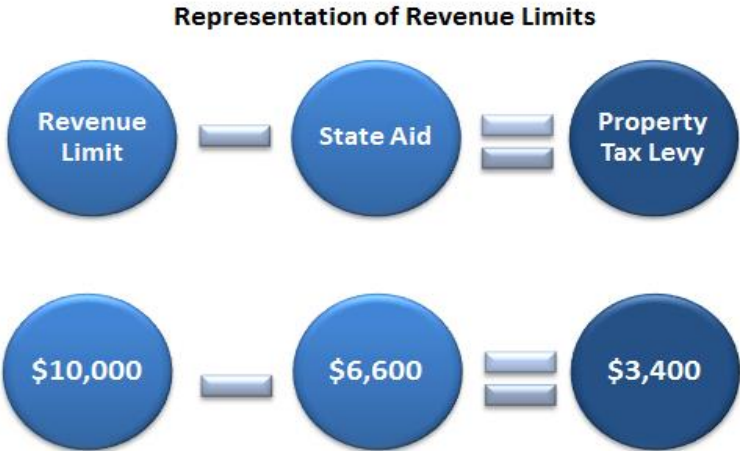 Representation of Revenue Limits
Revenue
Limit
State Aid
Property
Tax Levy
$10,000
$6,600
$3,400